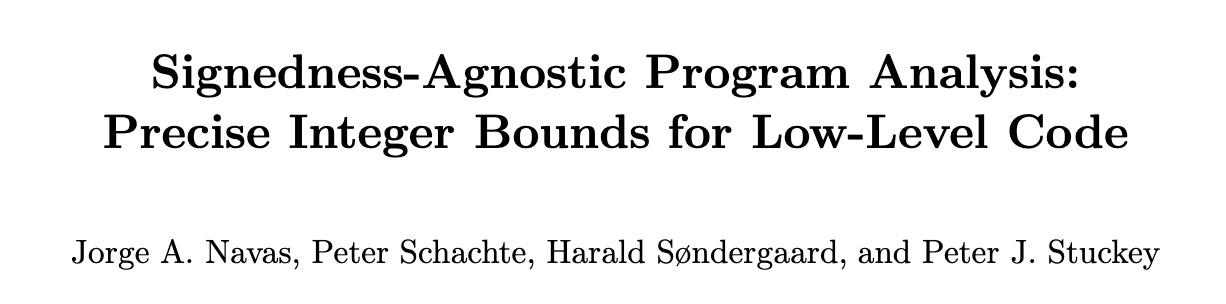 Signedness-Agnostic Program Analysis:
Precise Integer Bounds for Low-Level Code
Jorge A. Navas, Peter Schachte, Harald Søndergaard, and Peter J. Stuckey